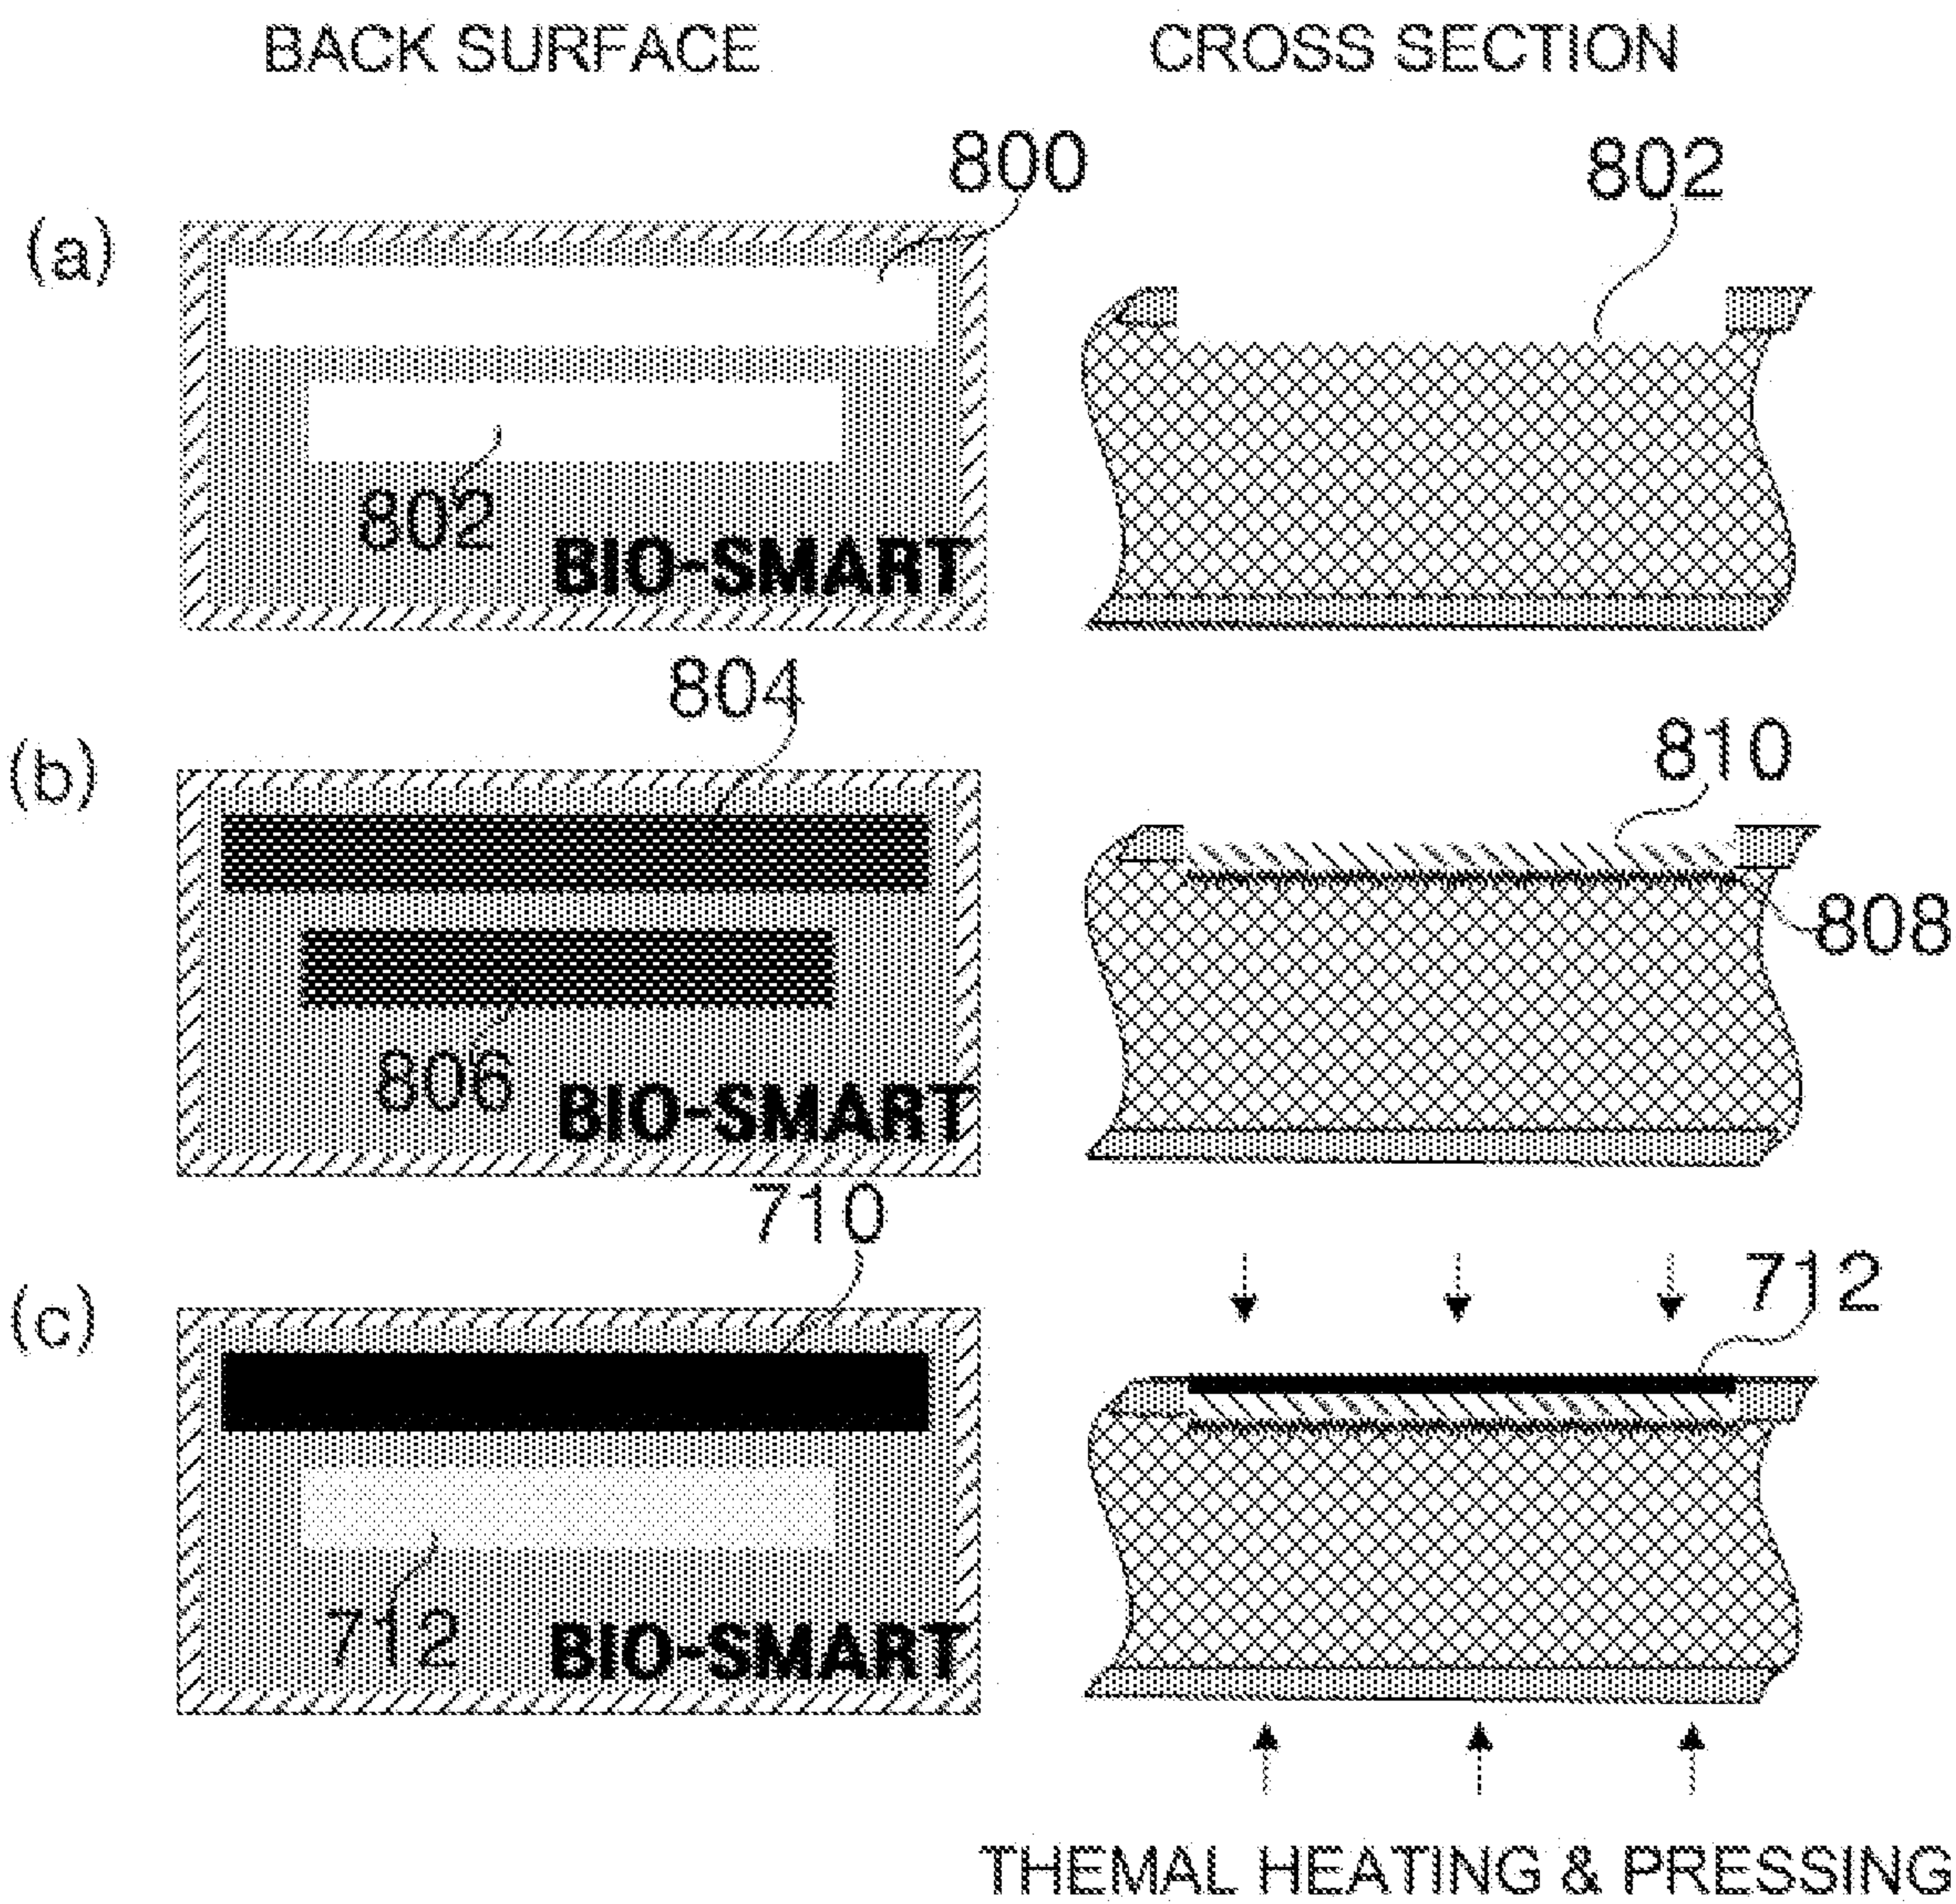 BACK SURFACE CROSS SECTION
800
802
(a)
802
BIO-SMART
804
810
(b)
808
806
BIO-SMART
710
712
(c)
712
BIO-SMART
THEMAL HEATING & PRESSING